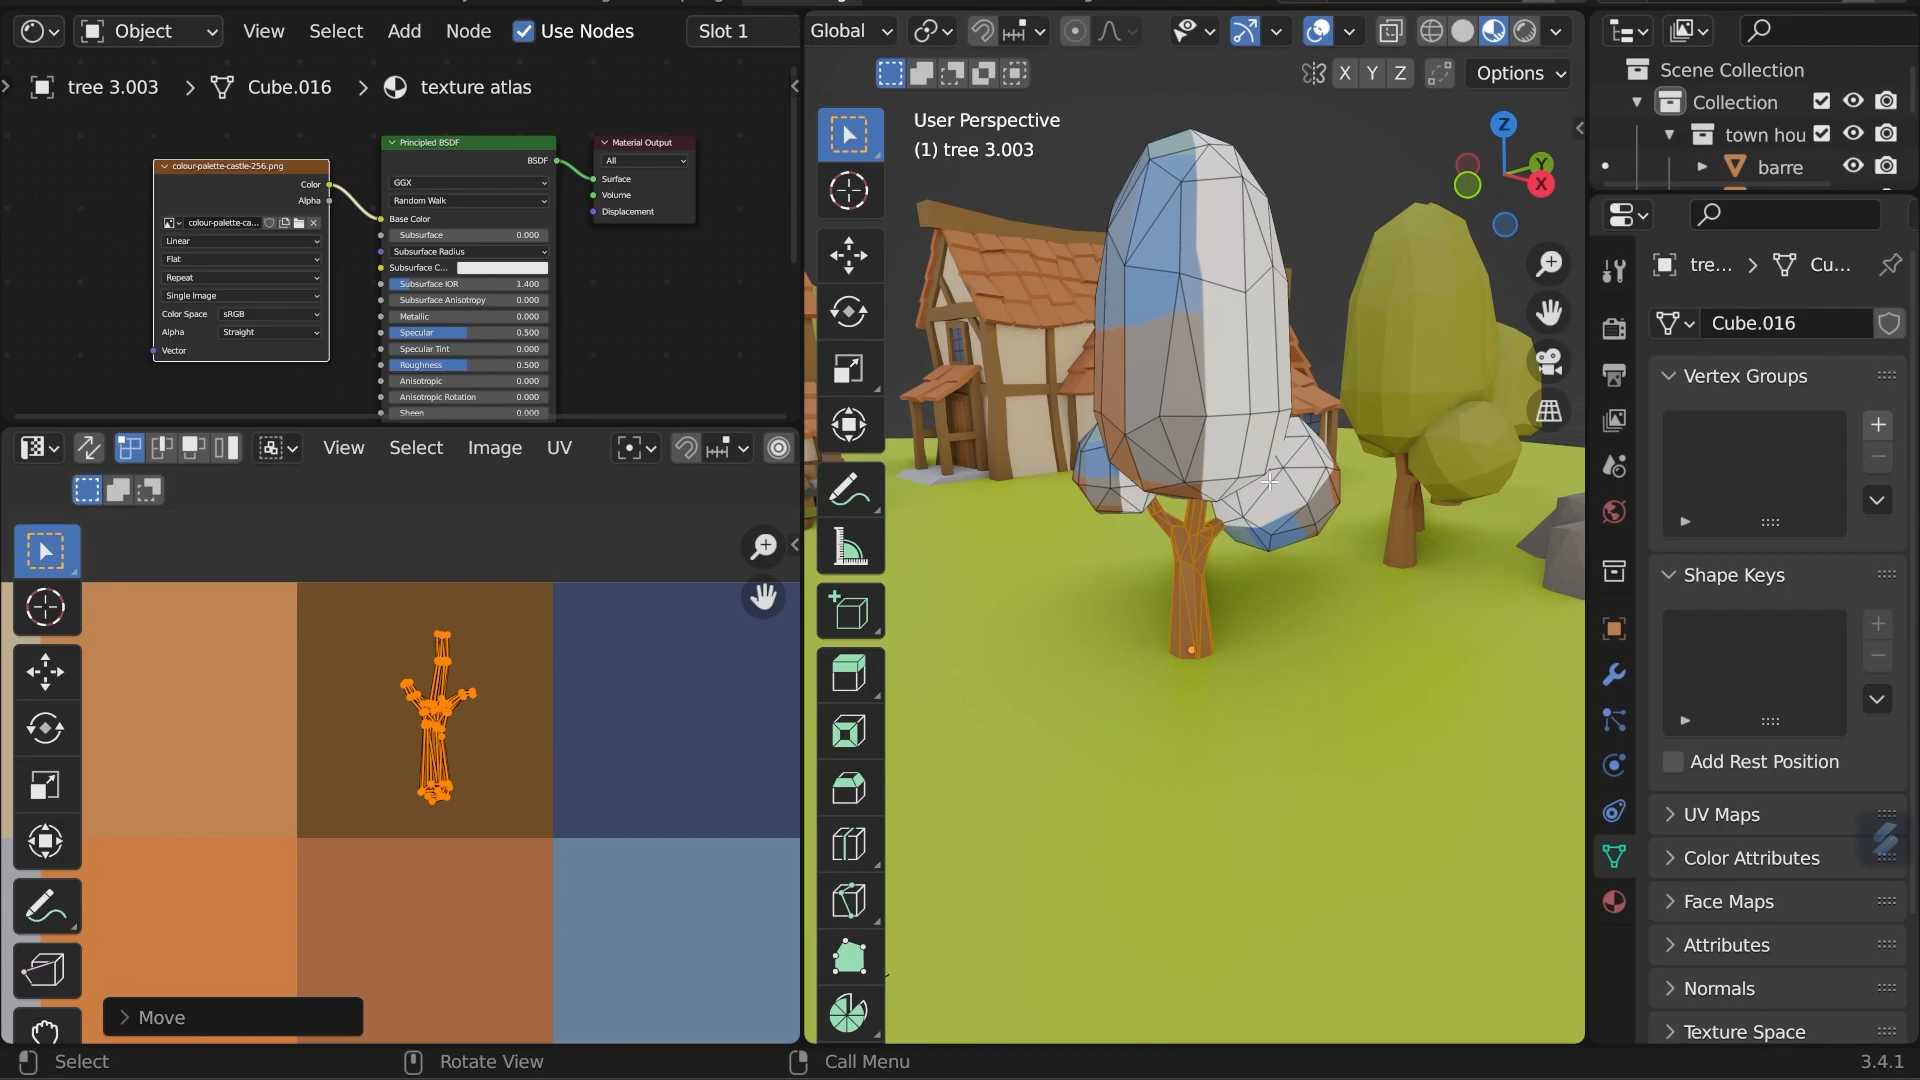 Object
View
Select
Add
Node
Use Nodes
Slot 1
tree 3.003
Cube.016
texture atlas
colour-palette-castle-256.png
Color
Alpha
colour-palette-ca...
Linear
Flat
Repeat
Single Image
Color Space
sRGB
Alpha
Straight
Vector
Principled BSDF
BSDF
GGX
Random Walk
Base Color
Subsurface 0.000
Subsurface Radius
Subsurface C...
Subsurface IOR 1.400
Subsurface Anisotropy 0.000
Metallic 0.000
Specular 0.500
Specular Tint 0.000
Roughness 0.500
Anisotropic 0.000
Anisotropic Rotation 0.000
Sheen 0.000
Material Output
All
Surface
Volume
Displacement
View
Select
Image
UV
Move
Global
X
Y
Z
Options
User Perspective
(1) tree 3.003
Z
Y
X
Scene Collection
Collection
town hou
barre
tre...
Cu...
Cube.016
Vertex Groups
Shape Keys
Add Rest Position
UV Maps
Color Attributes
Face Maps
Attributes
Normals
Texture Space
Select
Rotate View
Call Menu
3.4.1